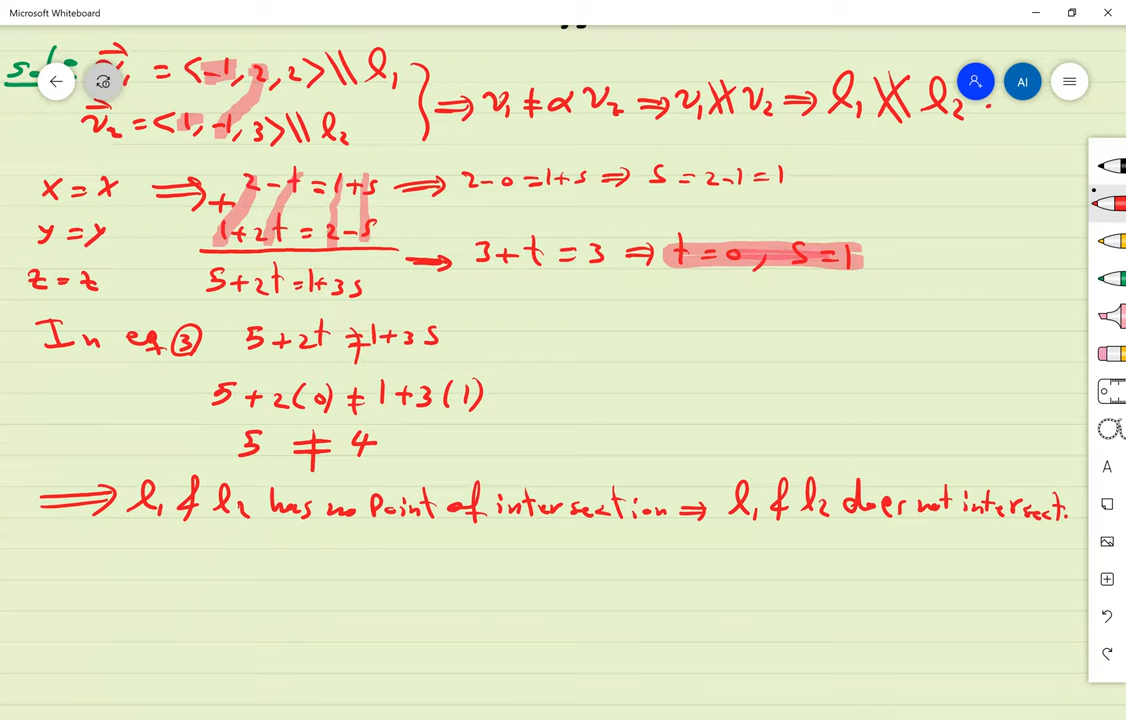 Microsoft Whiteboard
= <-1, 2, 2> \\ l₁
v₂ = <1, -1, 3> \\ l₂
⟹ v₁ ≠ α v₂ ⟹ v₁ ∦ v₂ ⟹ l₁ ∦ l₂.
AI
x = x ⟹ 2 - t = 1 + s ⟹ 2 - 0 = 1 + s ⟹ s = 2 - 1 = 1
y = y + 1 + 2t = 2 - s
→ 3 + t = 3 ⟹ t = 0, s = 1
z = z 5 + 2t = 1 + 3s
In eq ③ 5 + 2t ≠ 1 + 3s
5 + 2(0) ≠ 1 + 3(1)
5 ≠ 4
⟹ l₁ & l₂ has no point of intersection ⟹ l₁ & l₂ does not intersect.
A